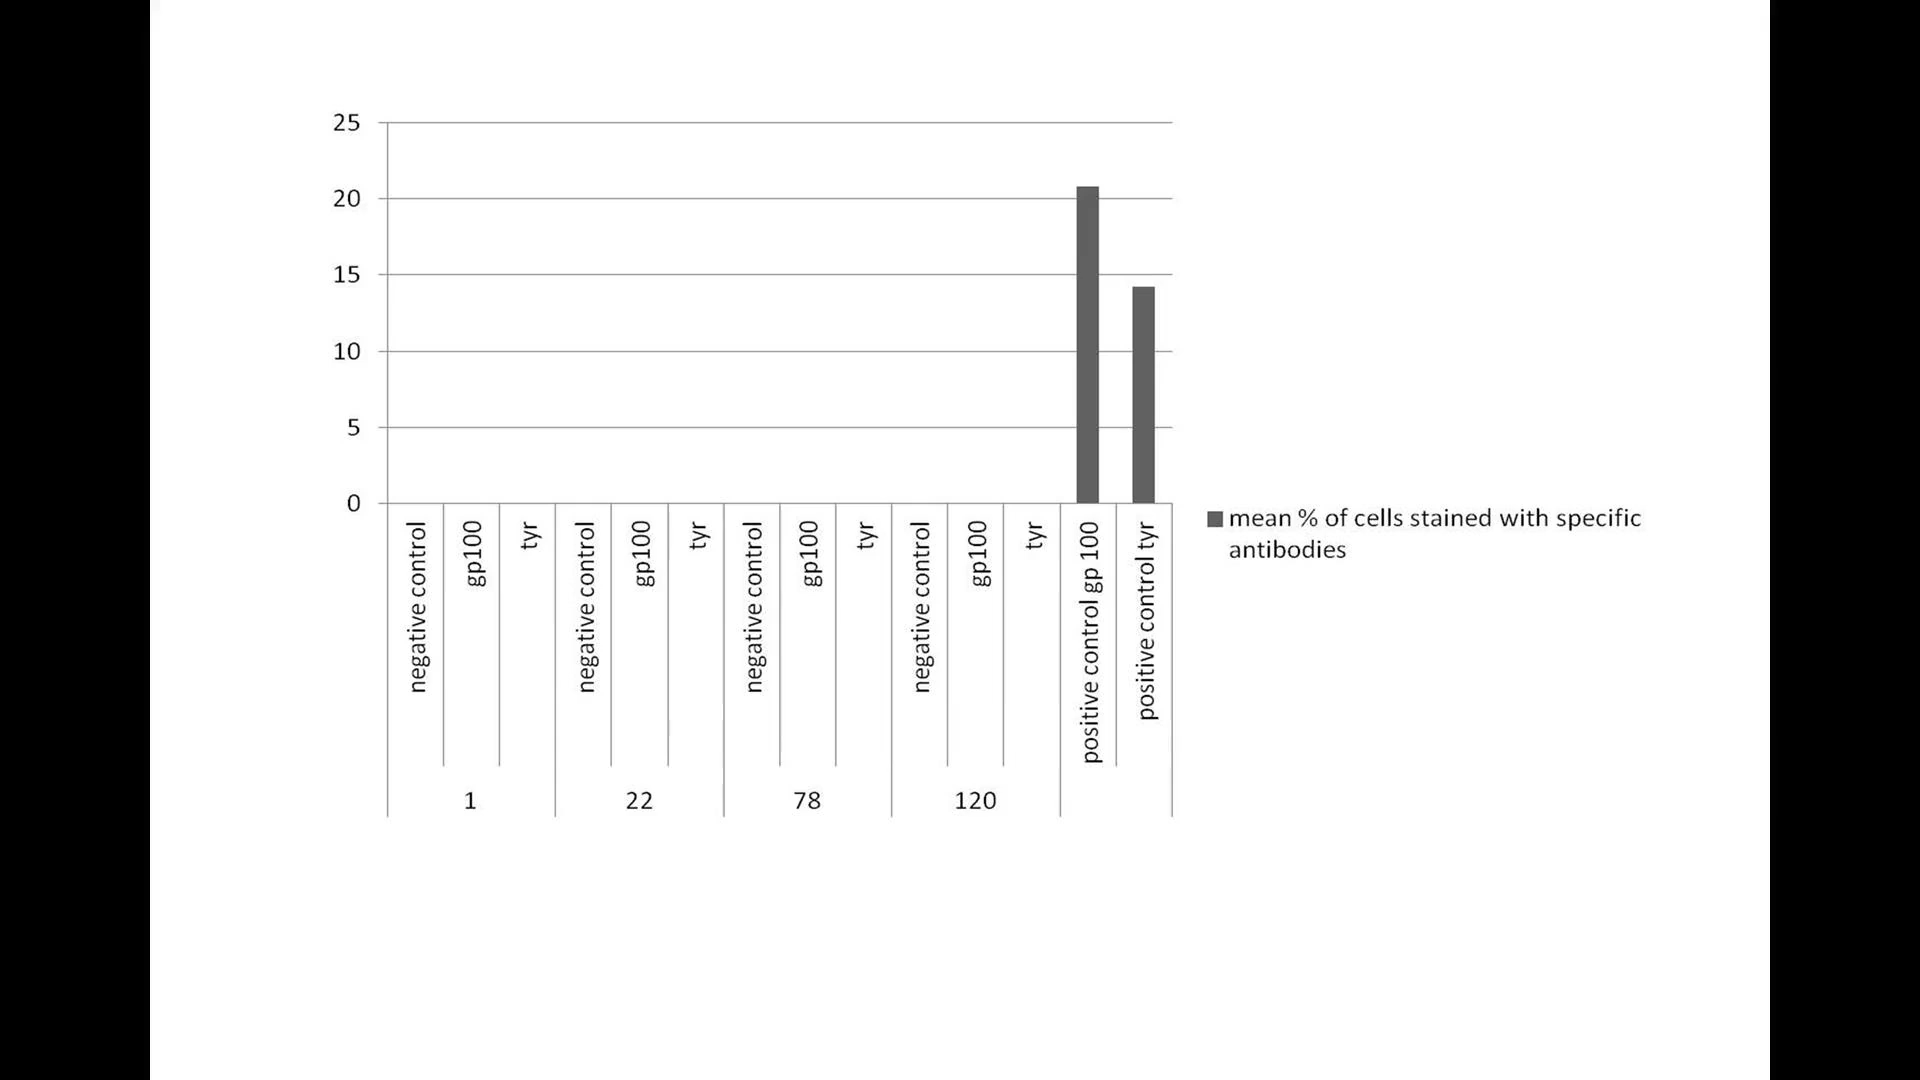 25
20
15
10
5
0
negative control
gp100
tyr
negative control
gp100
tyr
negative control
gp100
tyr
negative control
gp100
tyr
positive control gp 100
positive control tyr
1
22
78
120
mean % of cells stained with specific
antibodies